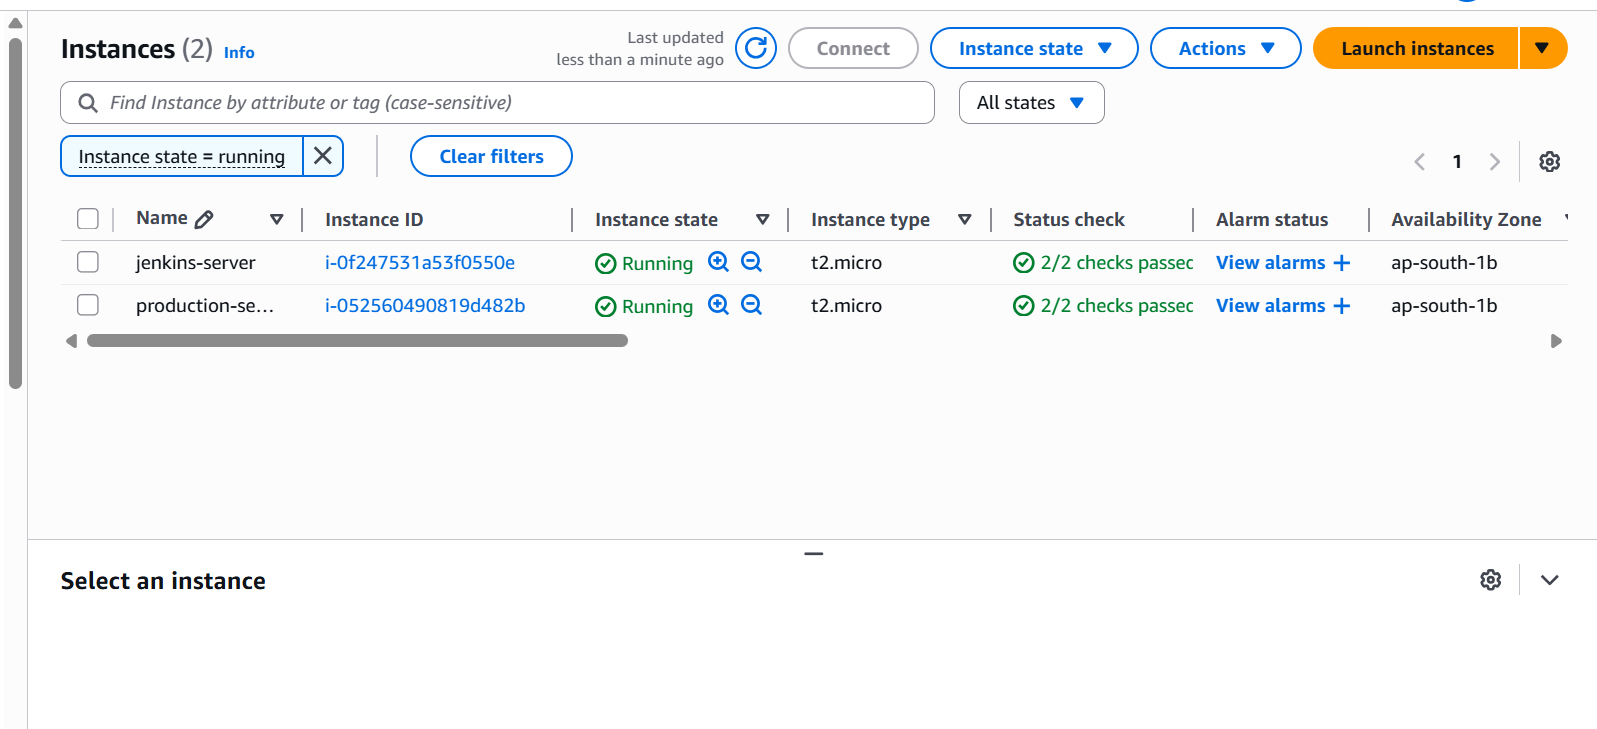 Instances (2) Info
Last updated
less than a minute ago
Connect
Instance state
Actions
Launch instances
Find Instance by attribute or tag (case-sensitive)
All states
Instance state = running
Clear filters
1
Name Instance ID Instance state Instance type Status check Alarm status Availability Zone
jenkins-server i-0f247531a53f0550e Running t2.micro 2/2 checks passec View alarms + ap-south-1b
production-se... i-052560490819d482b Running t2.micro 2/2 checks passec View alarms + ap-south-1b
Select an instance